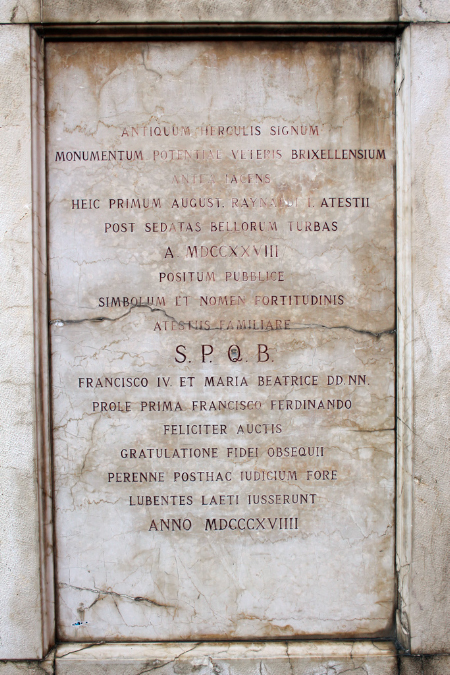 ANTIQUUM HERCULIS SIGNUM
MONUMENTUM POTENTIAE VETERIS BRIXELLENSIUM
ANTEA IACENS
HEIC PRIMUM AUGUST. RAYNALDI I. ATESTII
POST SEDATAS BELLORUM TURBAS
A. MDCCXXVIII
POSITUM PUBBLICE
SIMBOLUM ET NOMEN FORTITUDINIS
ATESTIIS FAMILIARE
S. P. Q. B.
FRANCISCO IV. ET MARIA BEATRICE DD. NN.
PROLE PRIMA FRANCISCO FERDINANDO
FELICITER AUCTIS
GRATULATIONE FIDEI OBSEQUII
PERENNE POSTHAC IUDICIUM FORE
LUBENTES LAETI IUSSERUNT
ANNO MDCCCXVIIII